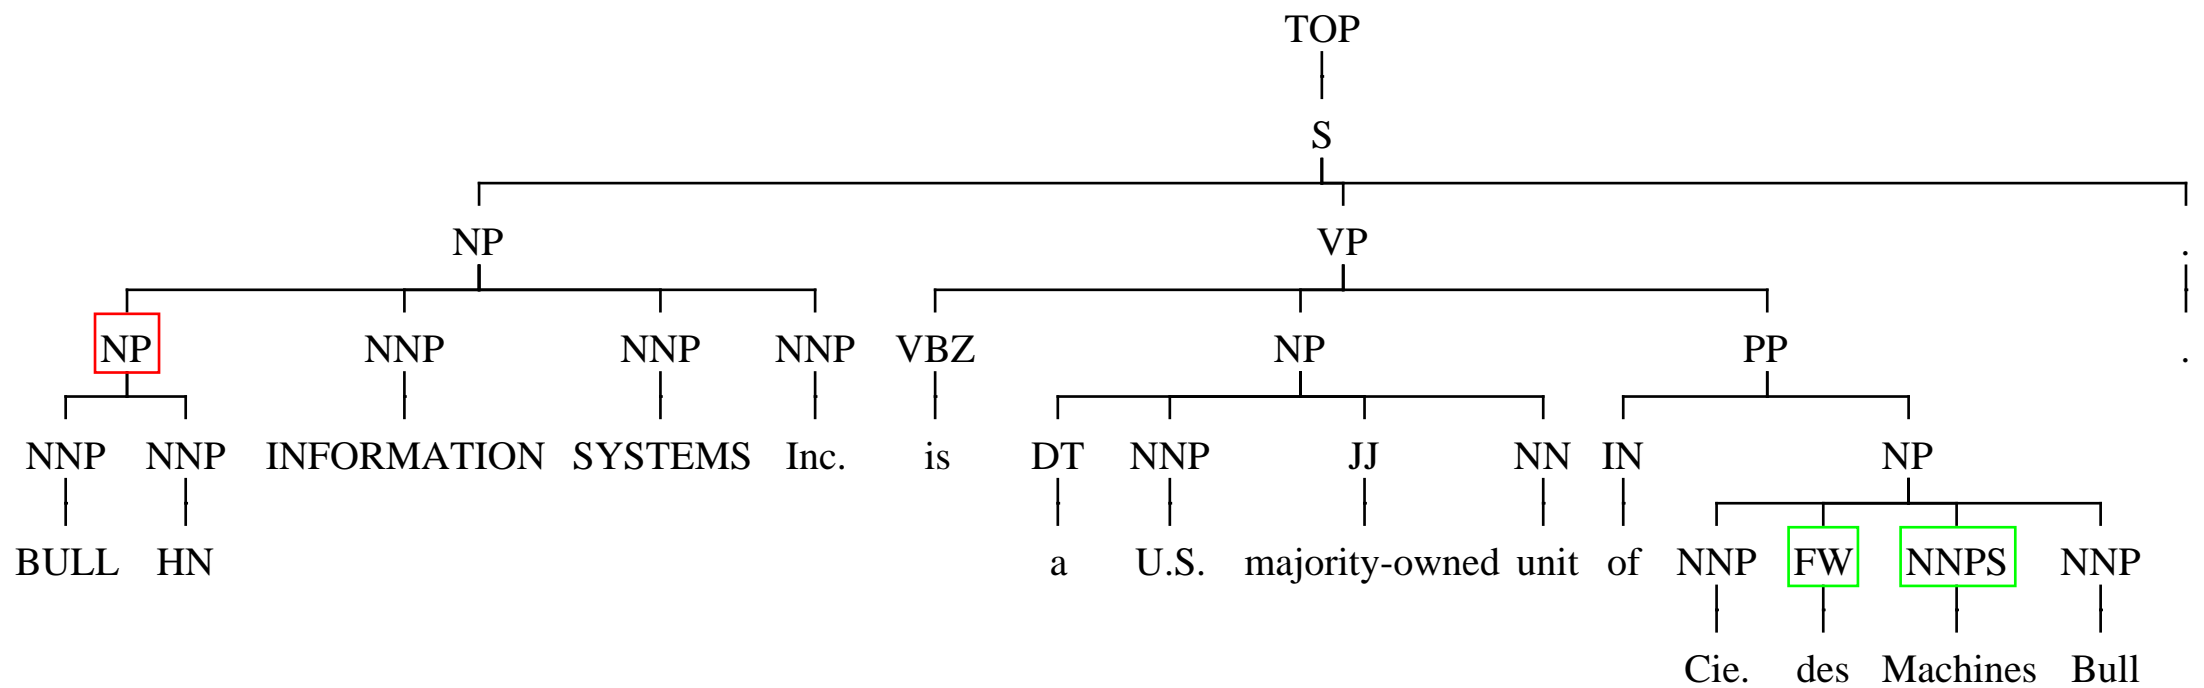 TOP
S
NP VP .
NP NNP NNP NNP VBZ NP PP .
NNP NNP INFORMATION SYSTEMS Inc. is DT NNP JJ NN IN NP
BULL HN a U.S. majority-owned unit of NNP FW NNPS NNP
Cie. des Machines Bull